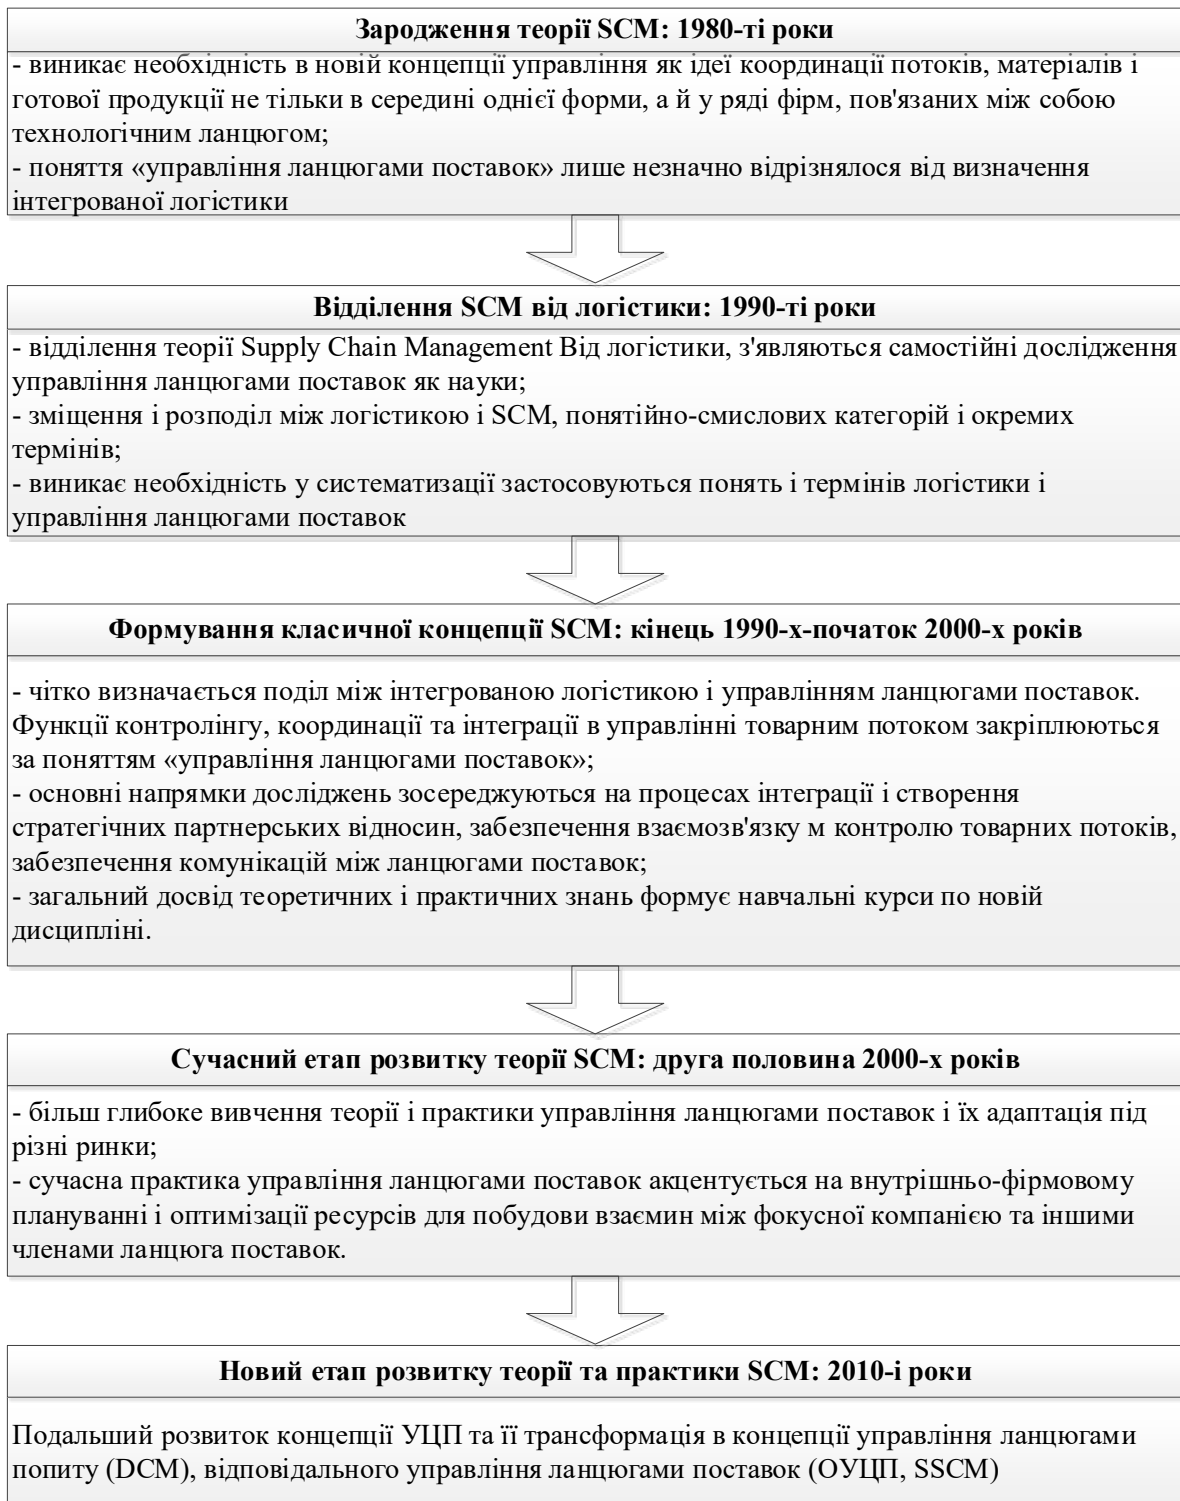 Зародження теорії SCM: 1980-ті роки
- виникає необхідність в новій концепції управління як ідеї координації потоків, матеріалів і
готової продукції не тільки в середині однієї форми, а й у ряді фірм, пов'язаних між собою
технологічним ланцюгом;
- поняття «управління ланцюгами поставок» лише незначно відрізнялося від визначення
інтегрованої логістики
Відділення SCM від логістики: 1990-ті роки
- відділення теорії Supply Chain Management Від логістики, з'являються самостійні дослідження
управління ланцюгами поставок як науки;
- зміщення і розподіл між логістикою і SCM, понятійно-смислових категорій і окремих
термінів;
- виникає необхідність у систематизації застосовуються понять і термінів логістики і
управління ланцюгами поставок
Формування класичної концепції SCM: кінець 1990-х-початок 2000-х років
- чітко визначається поділ між інтегрованою логістикою і управлінням ланцюгами поставок.
Функції контролінгу, координації та інтеграції в управлінні товарним потоком закріплюються
за поняттям «управління ланцюгами поставок»;
- основні напрямки досліджень зосереджуються на процесах інтеграції і створення
стратегічних партнерських відносин, забезпечення взаємозв'язку м контролю товарних потоків,
забезпечення комунікацій між ланцюгами поставок;
- загальний досвід теоретичних і практичних знань формує навчальні курси по новій
дисципліні.
Сучасний етап розвитку теорії SCM: друга половина 2000-х років
- більш глибоке вивчення теорії і практики управління ланцюгами поставок і їх адаптація під
різні ринки;
- сучасна практика управління ланцюгами поставок акцентується на внутрішньо-фірмовому
плануванні і оптимізації ресурсів для побудови взаємин між фокусної компанією та іншими
членами ланцюга поставок.
Новий етап розвитку теорії та практики SCM: 2010-і роки
Подальший розвиток концепції УЦП та її трансформація в концепції управління ланцюгами
попиту (DCM), відповідального управління ланцюгами поставок (ОУЦП, SSCM)